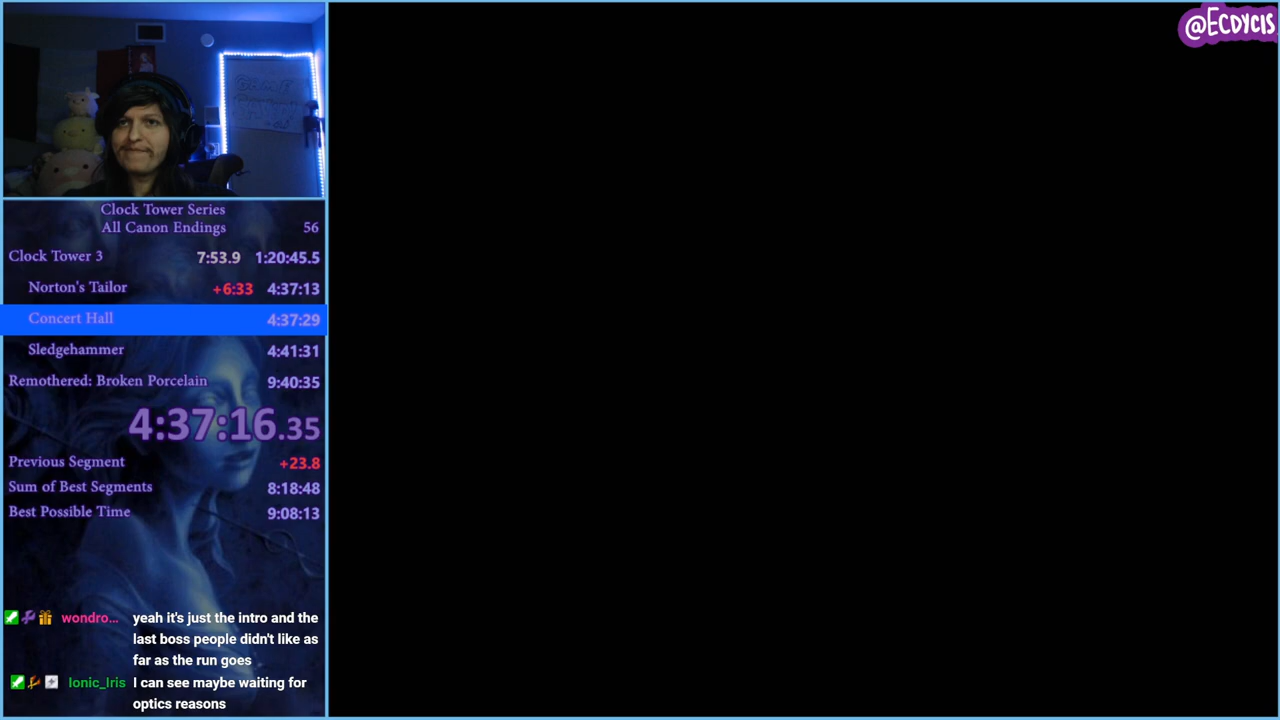 @ECDYCIS
Clock Tower Series
All Canon Endings 56
Clock Tower 3 7:53.9 1:20:45.5
Norton's Tailor +6:33 4:37:13
Concert Hall 4:37:29
Sledgehammer 4:41:31
Remothered: Broken Porcelain 9:40:35
4:37:16.35
Previous Segment +23.8
Sum of Best Segments 8:18:48
Best Possible Time 9:08:13
wondro... yeah it's just the intro and the
last boss people didn't like as
far as the run goes
Ionic_Iris I can see maybe waiting for
optics reasons